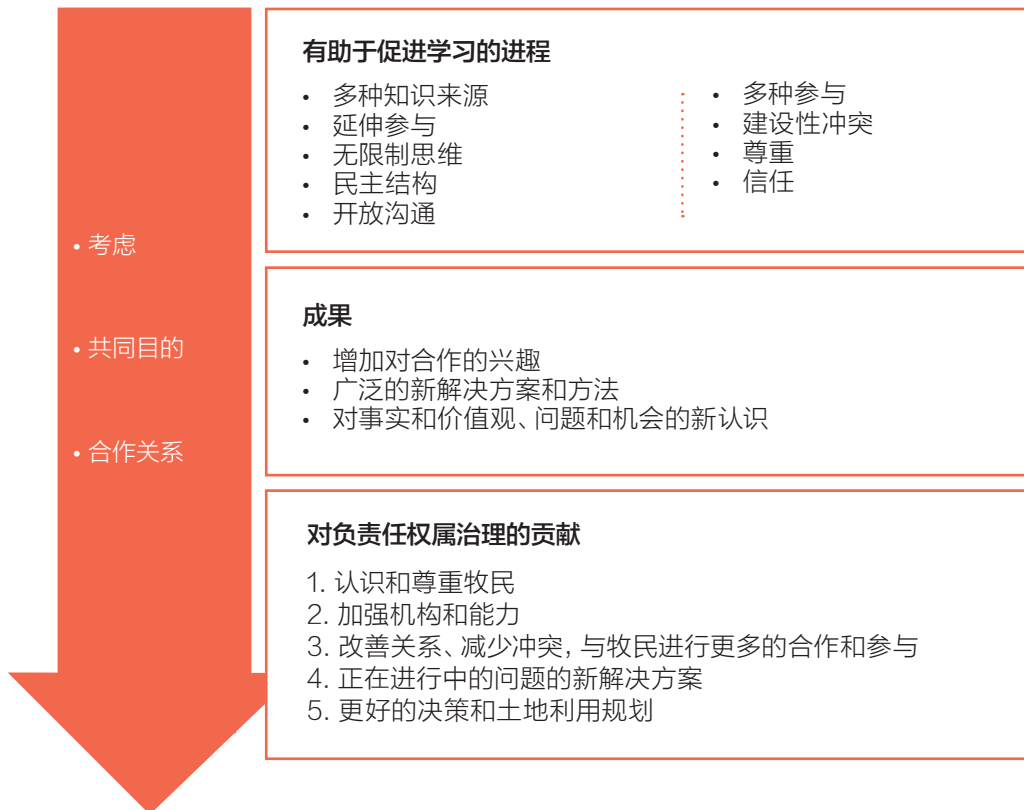 • 考虑
• 共同目的
• 合作关系
有助于促进学习的进程
• 多种知识来源
• 延伸参与
• 无限制思维
• 民主结构
• 开放沟通
• 多种参与
• 建设性冲突
• 尊重
• 信任
成果
• 增加对合作的兴趣
• 广泛的新解决方案和方法
• 对事实和价值观、问题和机会的新认识
对负责任权属治理的贡献
1. 认识和尊重牧民
2. 加强机构和能力
3. 改善关系、减少冲突, 与牧民进行更多的合作和参与
4. 正在进行中的问题的新解决方案
5. 更好的决策和土地利用规划